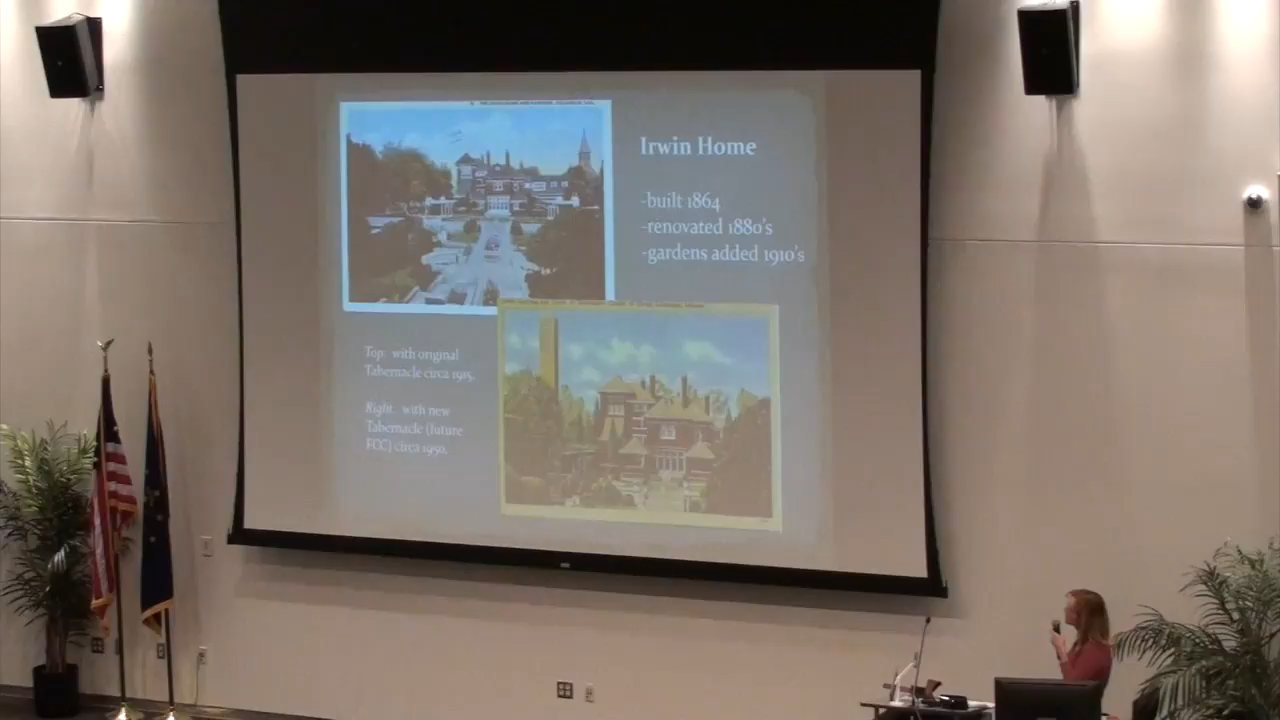 Irwin Home
-built 1864
-renovated 1880's
-gardens added 1910's
Top: with original
Tabernacle circa 1915.
Right: with new
Tabernacle (future
FCC) circa 1950.